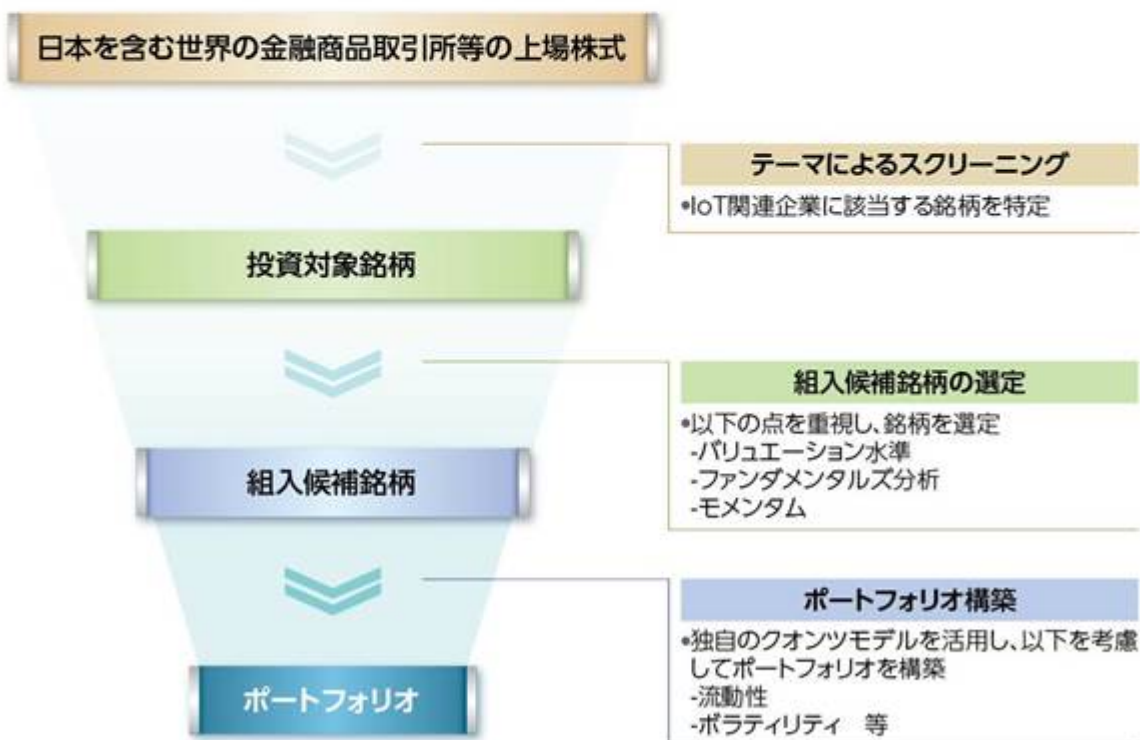 日本を含む世界の金融商品取引所等の上場株式
テーマによるスクリーニング
•IoT関連企業に該当する銘柄を特定
投資対象銘柄
組入候補銘柄の選定
•以下の点を重視し、銘柄を選定
-バリュエーション水準
-ファンダメンタルズ分析
-モメンタム
組入候補銘柄
ポートフォリオ構築
•独自のクオンツモデルを活用し、以下を考慮
してポートフォリオを構築
-流動性
-ボラティリティ 等
ポートフォリオ